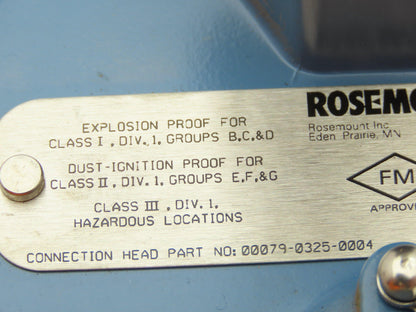 EXPLOSION PROOF FOR
CLASS I, DIV. 1, GROUPS B,C,&D
DUST-IGNITION PROOF FOR
CLASS II, DIV. 1, GROUPS E,F,&G
CLASS III, DIV. 1,
HAZARDOUS LOCATIONS
CONNECTION HEAD PART NO: 00079-0325-0004
ROSEMO
Rosemount Inc.
Eden Prairie, MN
FM
APPROVE